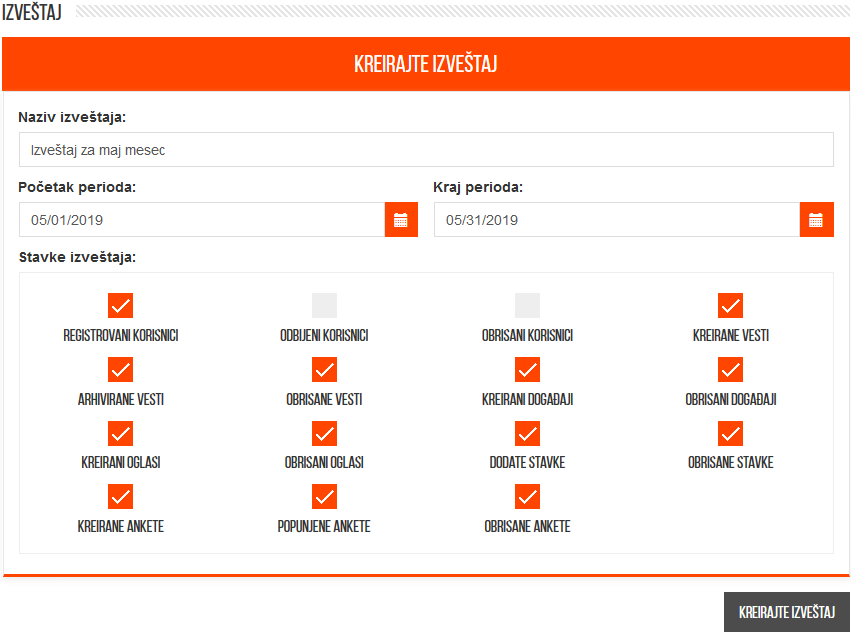 IZVEŠTAJ
KREIRAJTE IZVEŠTAJ
Naziv izveštaja:
Izveštaj za maj mesec
Početak perioda: Kraj perioda:
05/01/2019 05/31/2019
Stavke izveštaja:
REGISTROVANI KORISNICI ODBIJENI KORISNICI OBRISANI KORISNICI KREIRANE VESTI
ARHIVIRANE VESTI OBRISANE VESTI KREIRANI DOGAĐAJI OBRISANI DOGAĐAJI
KREIRANI OGLASI OBRISANI OGLASI DODATE STAVKE OBRISANE STAVKE
KREIRANE ANKETE POPUNJENE ANKETE OBRISANE ANKETE
KREIRAJTE IZVEŠTAJ